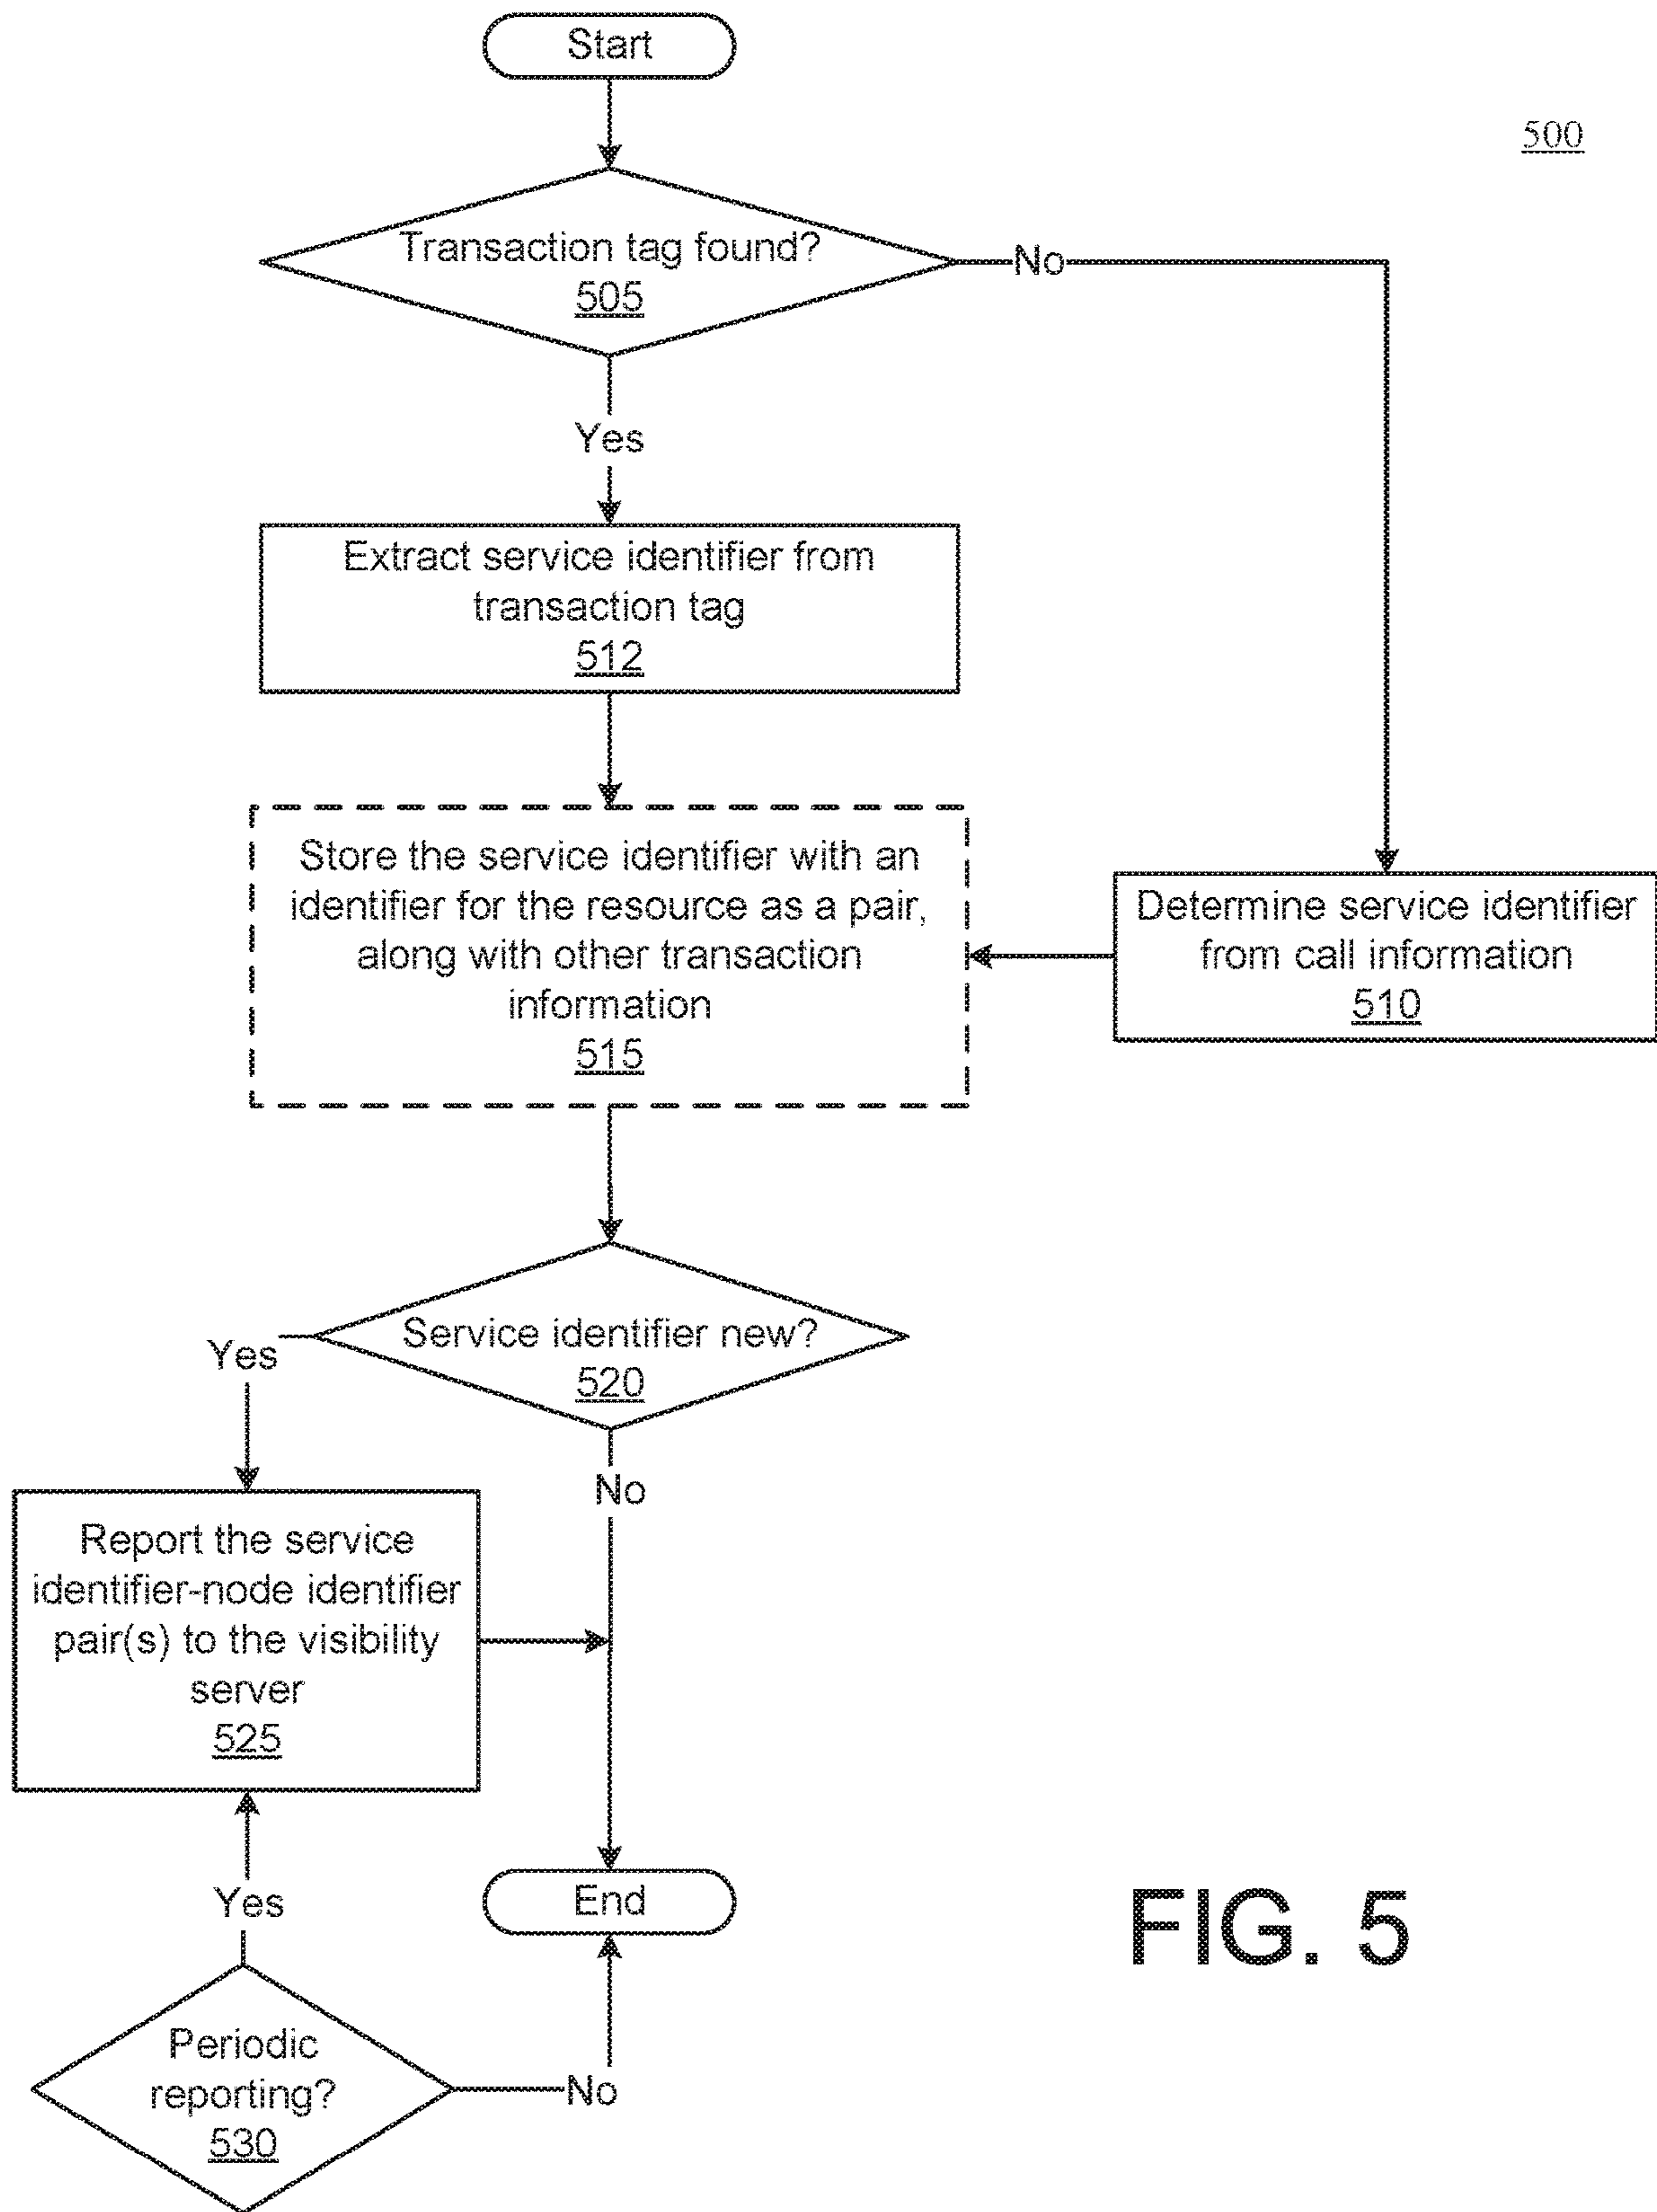 Start
500
Transaction tag found?
505
No
Yes
Extract service identifier from
transaction tag
512
Store the service identifier with an
identifier for the resource as a pair,
along with other transaction
information
515
Determine service identifier
from call information
510
Service identifier new?
520
Yes
No
Report the service
identifier-node identifier
pair(s) to the visibility
server
525
Yes
End
Periodic
reporting?
530
No
FIG. 5